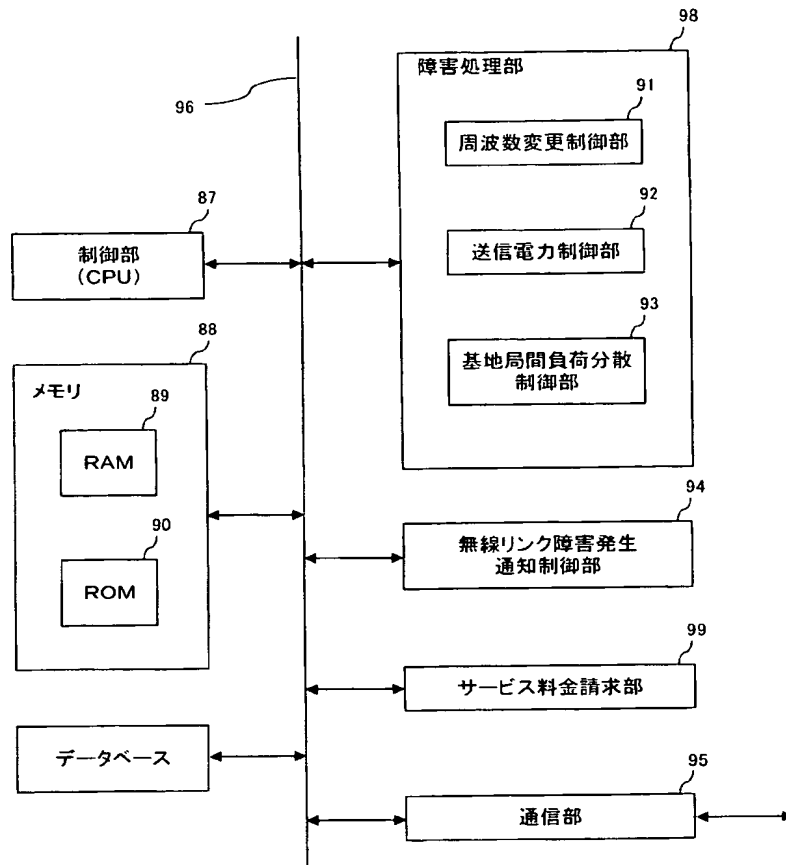 98
障害処理部
91
周波数変更制御部
92
送信電力制御部
93
基地局間負荷分散
制御部
96
87
制御部
(CPU)
88
メモリ
89
RAM
90
ROM
94
無線リンク障害発生
通知制御部
99
サービス料金請求部
データベース
95
通信部